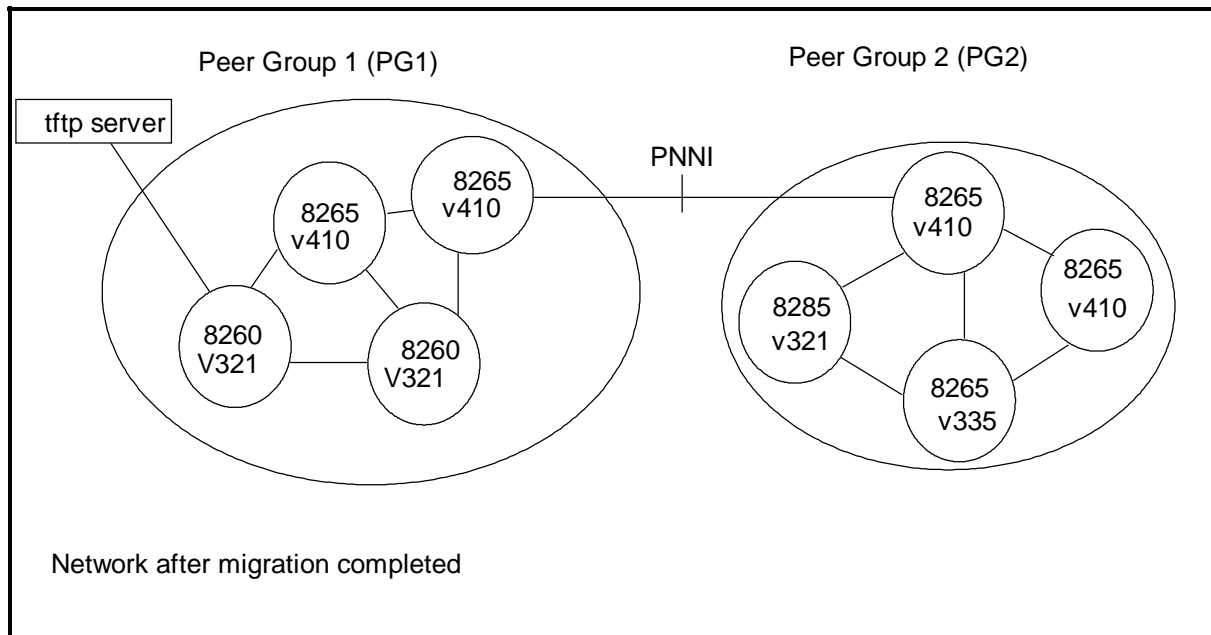 Peer Group 1 (PG1)
Peer Group 2 (PG2)
tftp server
PNNI
8265
v410
8265
v410
8260
V321
8260
V321
8265
v410
8265
v410
8285
v321
8265
v335
Network after migration completed